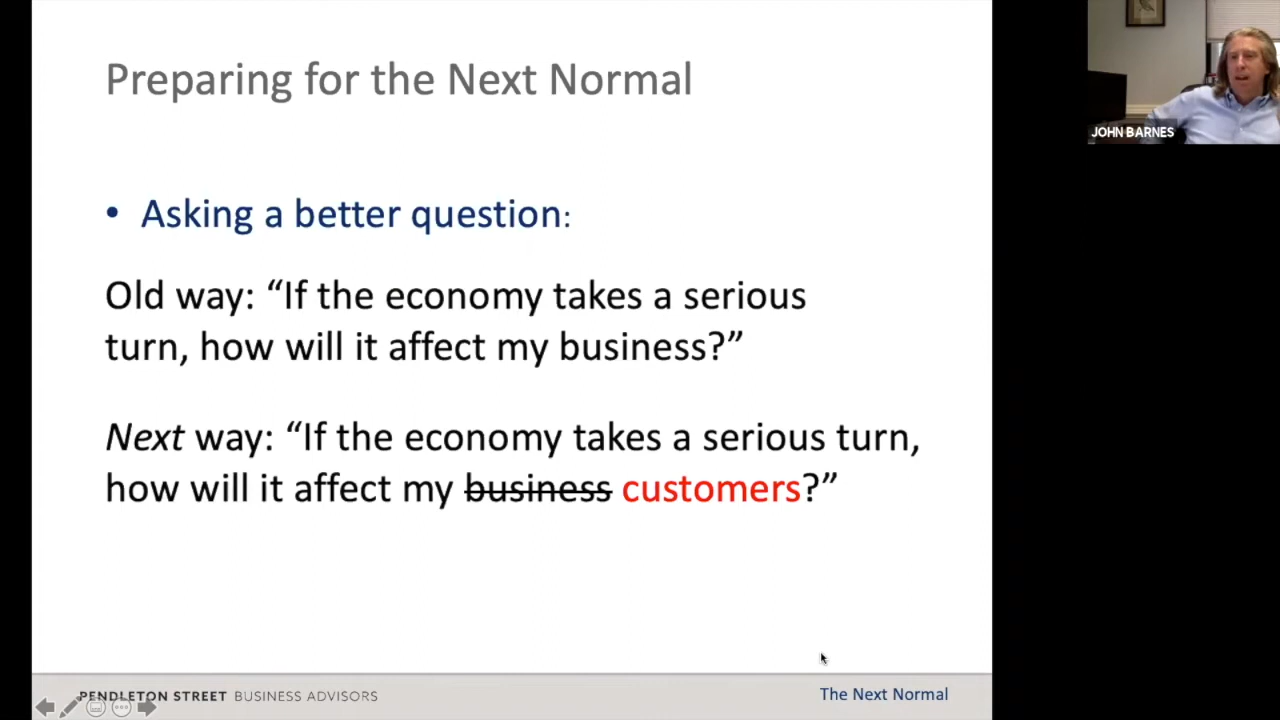 Preparing for the Next Normal
JOHN BARNES
• Asking a better question:
Old way: “If the economy takes a serious
turn, how will it affect my business?”
Next way: “If the economy takes a serious turn,
how will it affect my business customers?”
PENDLETON STREET BUSINESS ADVISORS
The Next Normal